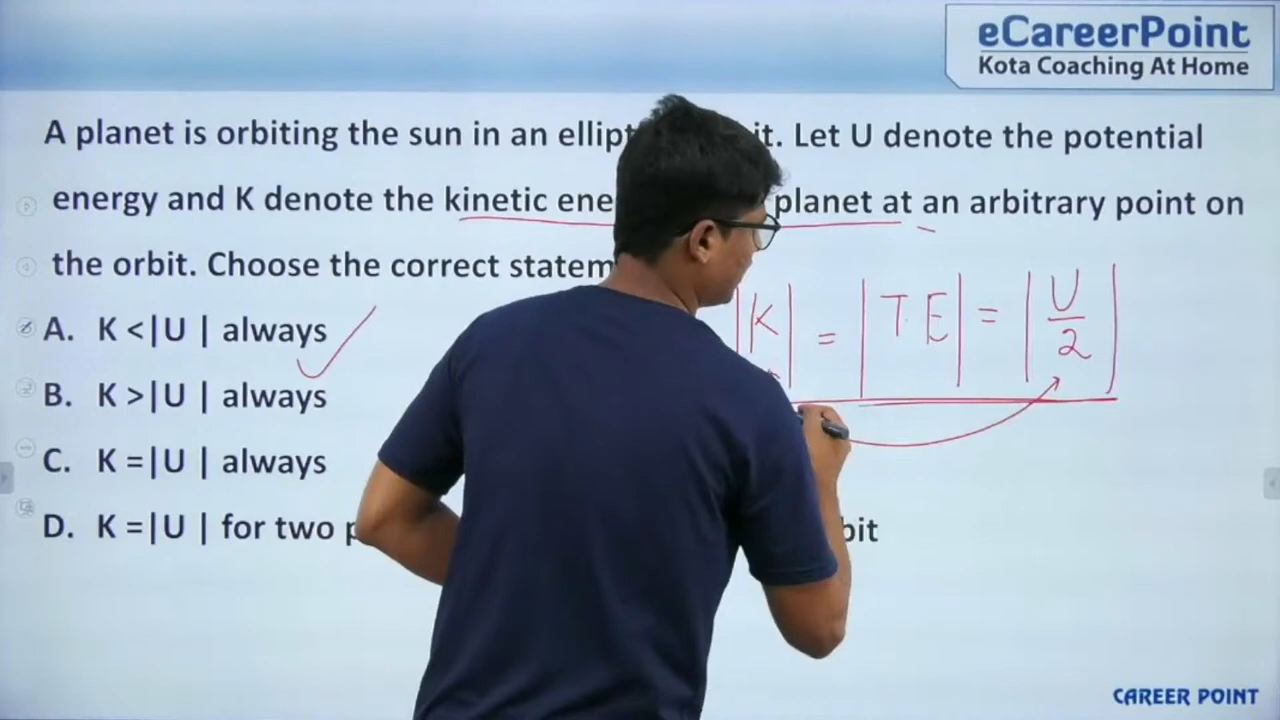 eCareerPoint
Kota Coaching At Home
A planet is orbiting the sun in an ellipt it. Let U denote the potential
energy and K denote the kinetic ene planet at an arbitrary point on
the orbit. Choose the correct statem
|K| = |T.E| = |U/2|
A. K <|U | always
B. K >|U | always
C. K =|U | always
D. K =|U | for two p bit
CAREER POINT